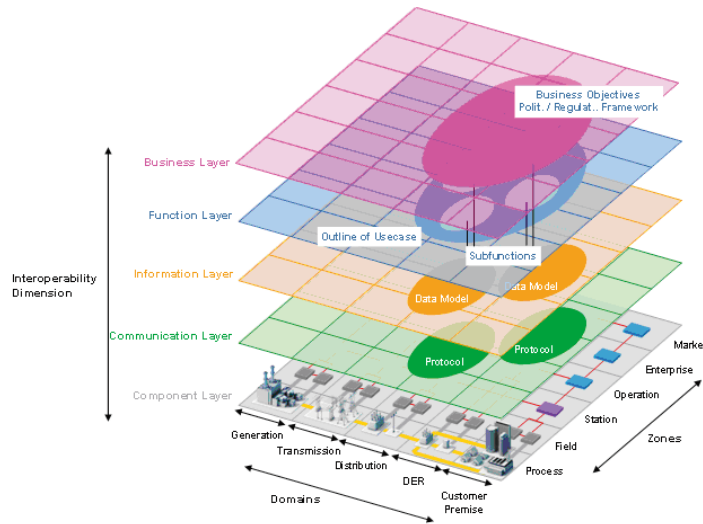 Business Objectives
Polit. / Regulat.. Framework
Business Layer
Function Layer
Outline of Usecase
Subfunctions
Interoperability
Dimension
Information Layer
Data Model
Data Model
Communication Layer
Protocol
Protocol
Component Layer
Marke
Enterprise
Operation
Station
Field
Process
Zones
Generation
Transmission
Distribution
DER
Customer
Premise
Domains